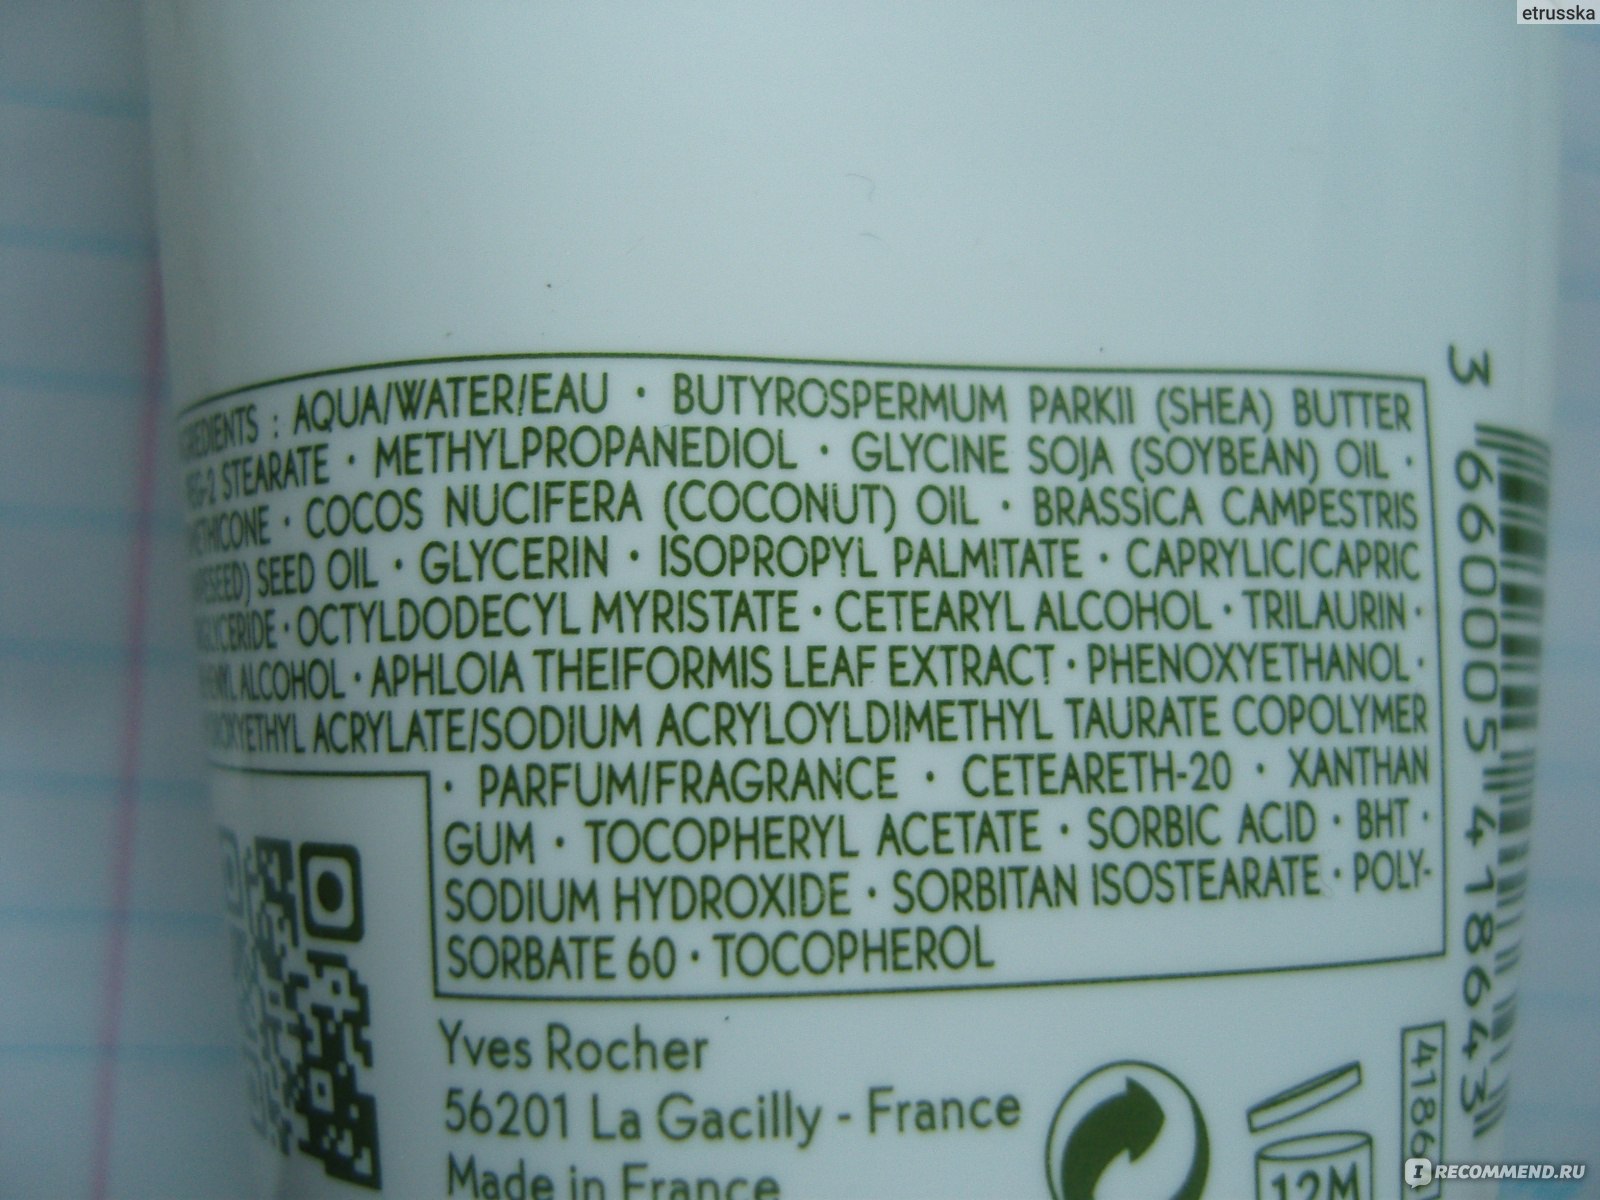 etrusska
: AQUA/WATER/EAU · BUTYROSPERMUM PARKII (SHEA) BUTTER
STEARATE · METHYLPROPANEDIOL · GLYCINE SOJA (SOYBEAN) OIL ·
· COCOS NUCIFERA (COCONUT) OIL · BRASSICA CAMPESTRIS
SEED OIL · GLYCERIN · ISOPROPYL PALMITATE · CAPRYLIC/CAPRIC
· OCTYLDODECYL MYRISTATE · CETEARYL ALCOHOL · TRILAURIN ·
ALCOHOL · APHLOIA THEIFORMIS LEAF EXTRACT · PHENOXYETHANOL ·
ACRYLATE/SODIUM ACRYLOYLDIMETHYL TAURATE COPOLYMER
· PARFUM/FRAGRANCE · CETEARETH-20 · XANTHAN
GUM · TOCOPHERYL ACETATE · SORBIC ACID · BHT ·
SODIUM HYDROXIDE · SORBITAN ISOSTEARATE · POLY-
SORBATE 60 · TOCOPHEROL
3 660005 418643
Yves Rocher
56201 La Gacilly - France
Made in France
12M
IRECOMMEND.RU